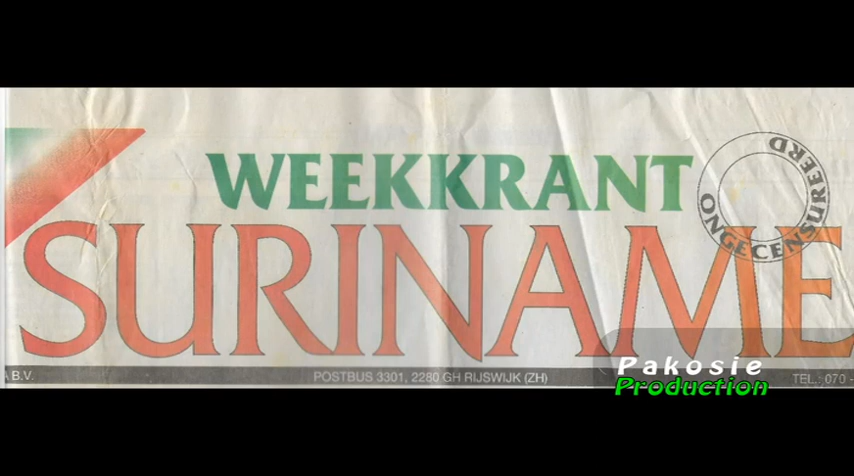 WEEKKRANT
ONGECENSUREERD
SURINAME
A B.V. POSTBUS 3301, 2280 GH RIJSWIJK (ZH) TEL.: 070 -
Pakosie
Production